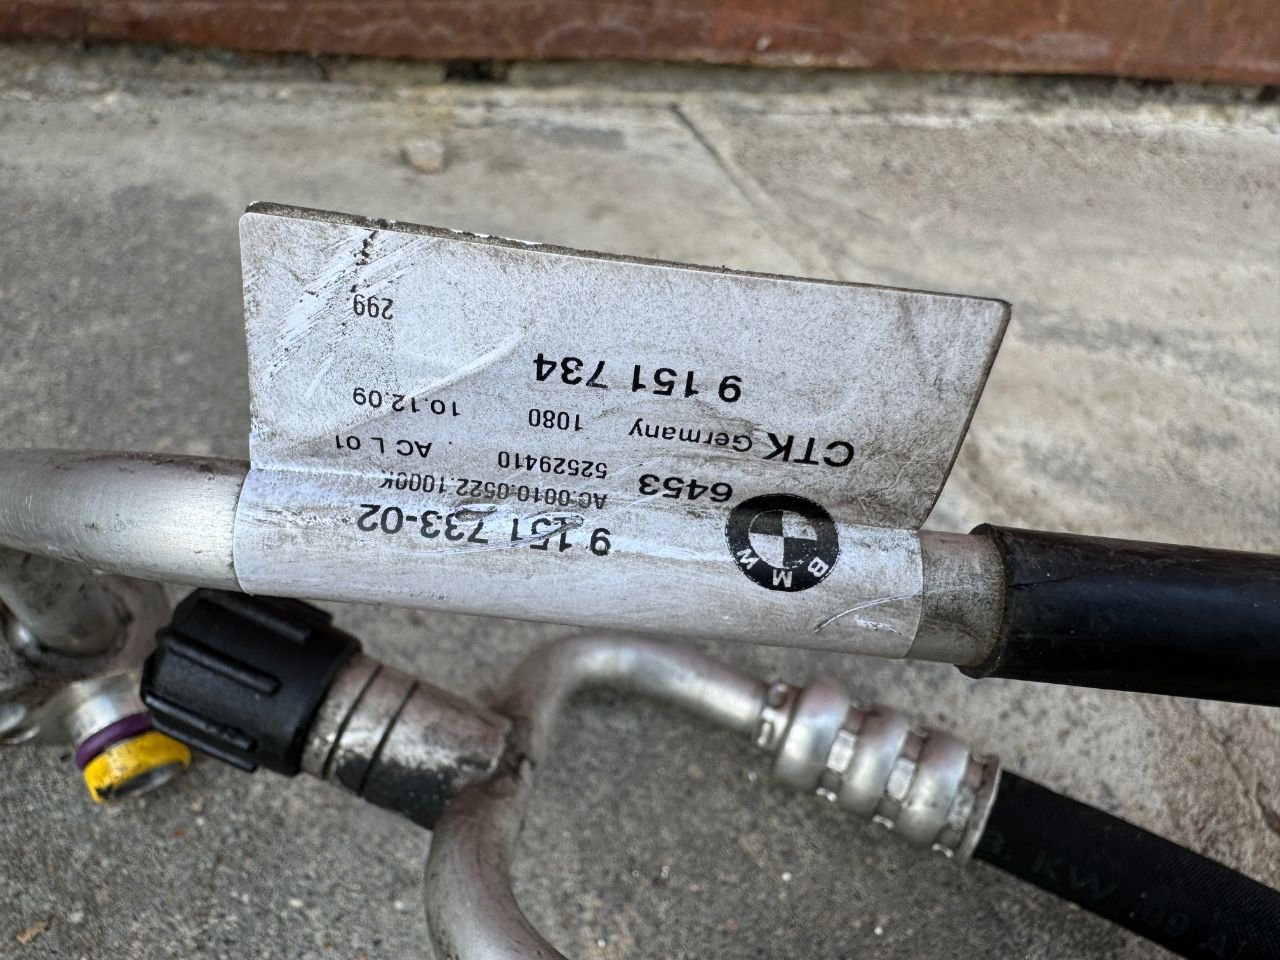 BMW
9 151 733-02
AC.0010.0522.1000K
6453
52529410
AC L 01
CTK Germany
1080
10.12.09
9 151 734
299
KW